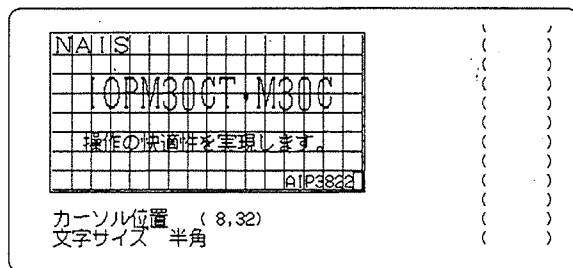 NAIS
IOPM30CT・M30C
操作の快適性を実現します。
AIP3822
カーソル位置 ( 8,32)
文字サイズ 半角